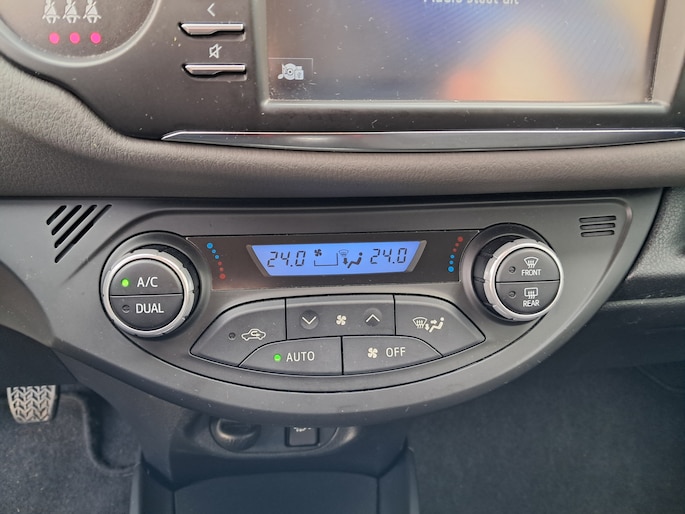 24.0 24.0
A/C
DUAL
FRONT
REAR
AUTO
OFF